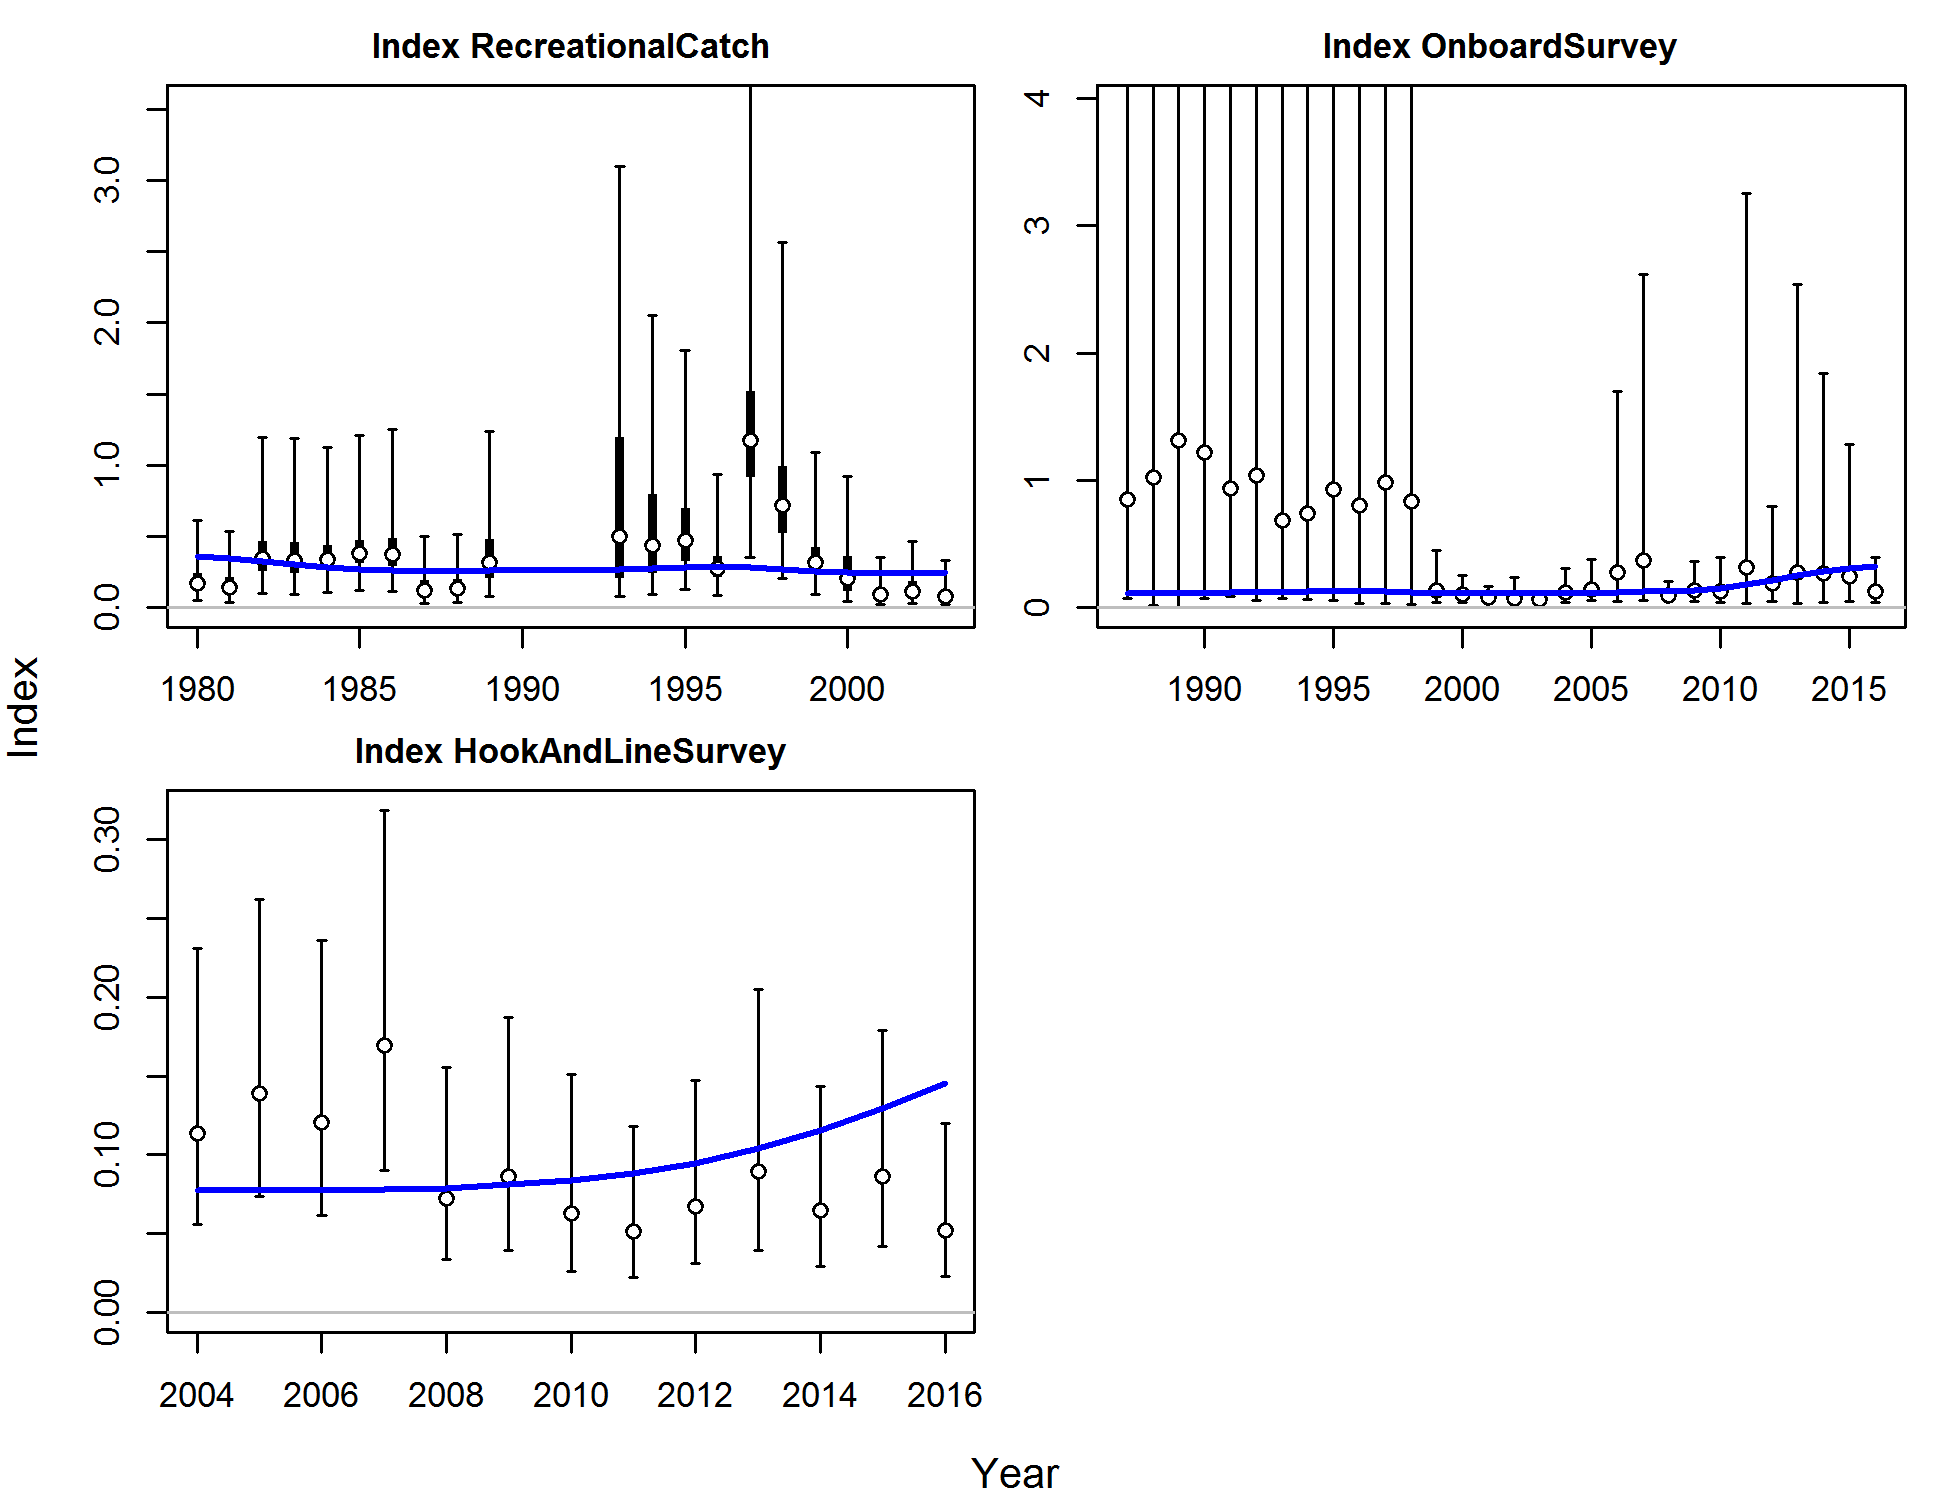 Index RecreationalCatch
3.0
2.0
1.0
0.0
1980 1985 1990 1995 2000
Index OnboardSurvey
4
3
2
1
0
1990 1995 2000 2005 2010 2015
Index HookAndLineSurvey
0.30
0.20
0.10
0.00
2004 2006 2008 2010 2012 2014 2016
Index
Year